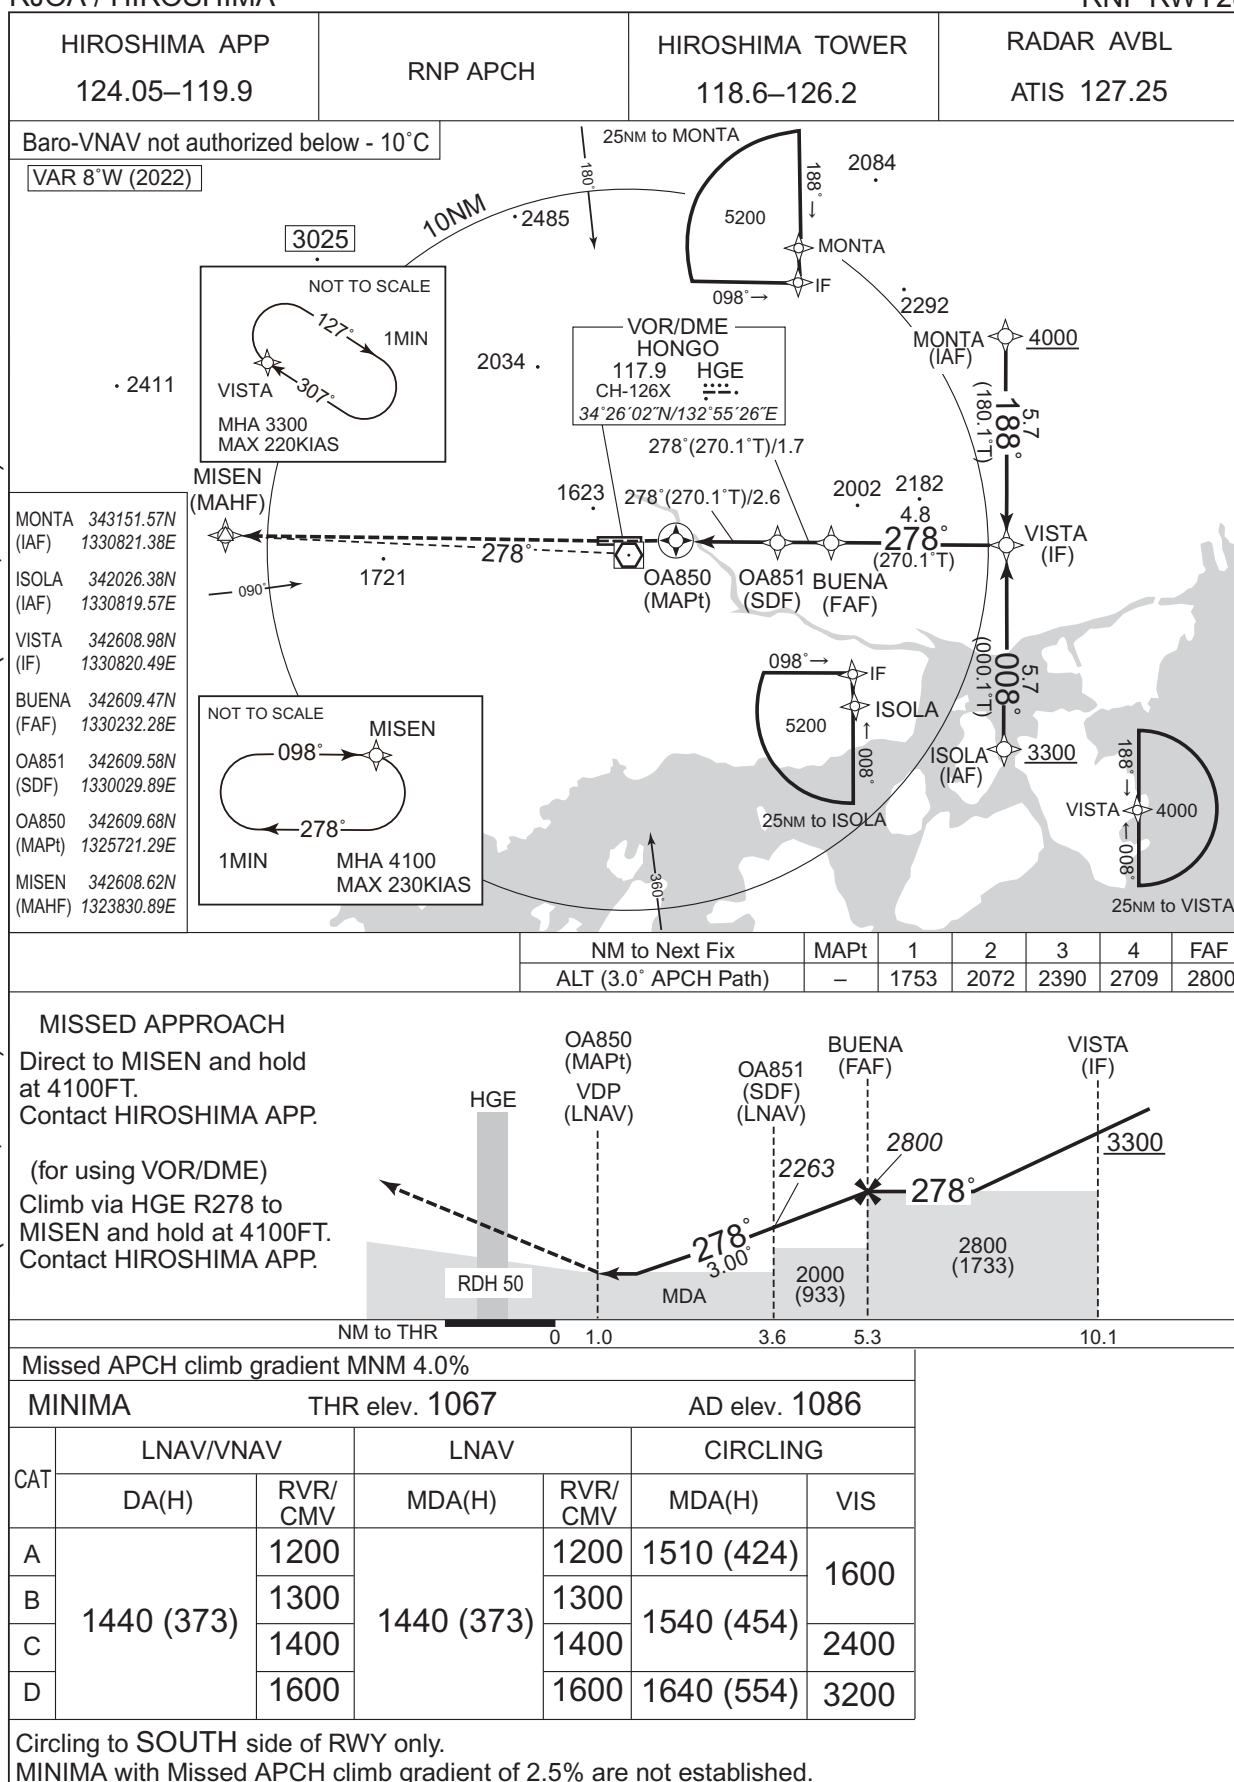 RJOA / HIROSHIMA
RNP RWY
HIROSHIMA APP
124.05–119.9
RNP APCH
HIROSHIMA TOWER
118.6–126.2
RADAR AVBL
ATIS 127.25
Baro-VNAV not authorized below - 10˚C
VAR 8˚W (2022)
25NM to MONTA
180˚
188˚ →
5200
MONTA
IF
098˚→
2084
10NM
2485
3025
NOT TO SCALE
127˚
1MIN
307˚
VISTA
MHA 3300
MAX 220KIAS
2411
2034
VOR/DME
HONGO
117.9 HGE
CH-126X
34˚26´02˝N/132˚55´26˝E
2292
MONTA
(IAF)
4000
5.7
188˚
(180.1˚T)
278˚(270.1˚T)/1.7
MISEN
(MAHF)
1623
278˚(270.1˚T)/2.6
2002
2182
4.8
278˚
(270.1˚T)
VISTA
(IF)
278˚
1721
090˚
OA850
(MAPt)
OA851
(SDF)
BUENA
(FAF)
MONTA 343151.57N
(IAF) 1330821.38E
ISOLA 342026.38N
(IAF) 1330819.57E
VISTA 342608.98N
(IF) 1330820.49E
BUENA 342609.47N
(FAF) 1330232.28E
OA851 342609.58N
(SDF) 1330029.89E
OA850 342609.68N
(MAPt) 1325721.29E
MISEN 342608.62N
(MAHF) 1323830.89E
5.7
008˚
(000.1˚T)
098˚→
IF
5200
ISOLA
← 008˚
25NM to ISOLA
ISOLA
(IAF)
3300
188˚ →
VISTA
4000
← 008˚
25NM to VISTA
NOT TO SCALE
MISEN
098˚
278˚
1MIN
MHA 4100
MAX 230KIAS
360˚
NM to Next Fix MAPt 1 2 3 4 FAF
ALT (3.0˚ APCH Path) – 1753 2072 2390 2709 2800
MISSED APPROACH
Direct to MISEN and hold
at 4100FT.
Contact HIROSHIMA APP.
(for using VOR/DME)
Climb via HGE R278 to
MISEN and hold at 4100FT.
Contact HIROSHIMA APP.
HGE
OA850
(MAPt)
VDP
(LNAV)
OA851
(SDF)
(LNAV)
BUENA
(FAF)
VISTA
(IF)
2263
2800
3300
278˚
278˚
3.00˚
RDH 50
MDA
2000
(933)
2800
(1733)
NM to THR 0 1.0 3.6 5.3 10.1
Missed APCH climb gradient MNM 4.0%
MINIMA THR elev. 1067 AD elev. 1086
CAT LNAV/VNAV LNAV CIRCLING
DA(H) RVR/CMV MDA(H) RVR/CMV MDA(H) VIS
A 1440 (373) 1200 1440 (373) 1200 1510 (424) 1600
B 1300 1300 1540 (454)
C 1400 1400 2400
D 1600 1600 1640 (554) 3200
Circling to SOUTH side of RWY only.
MINIMA with Missed APCH climb gradient of 2.5% are not established.